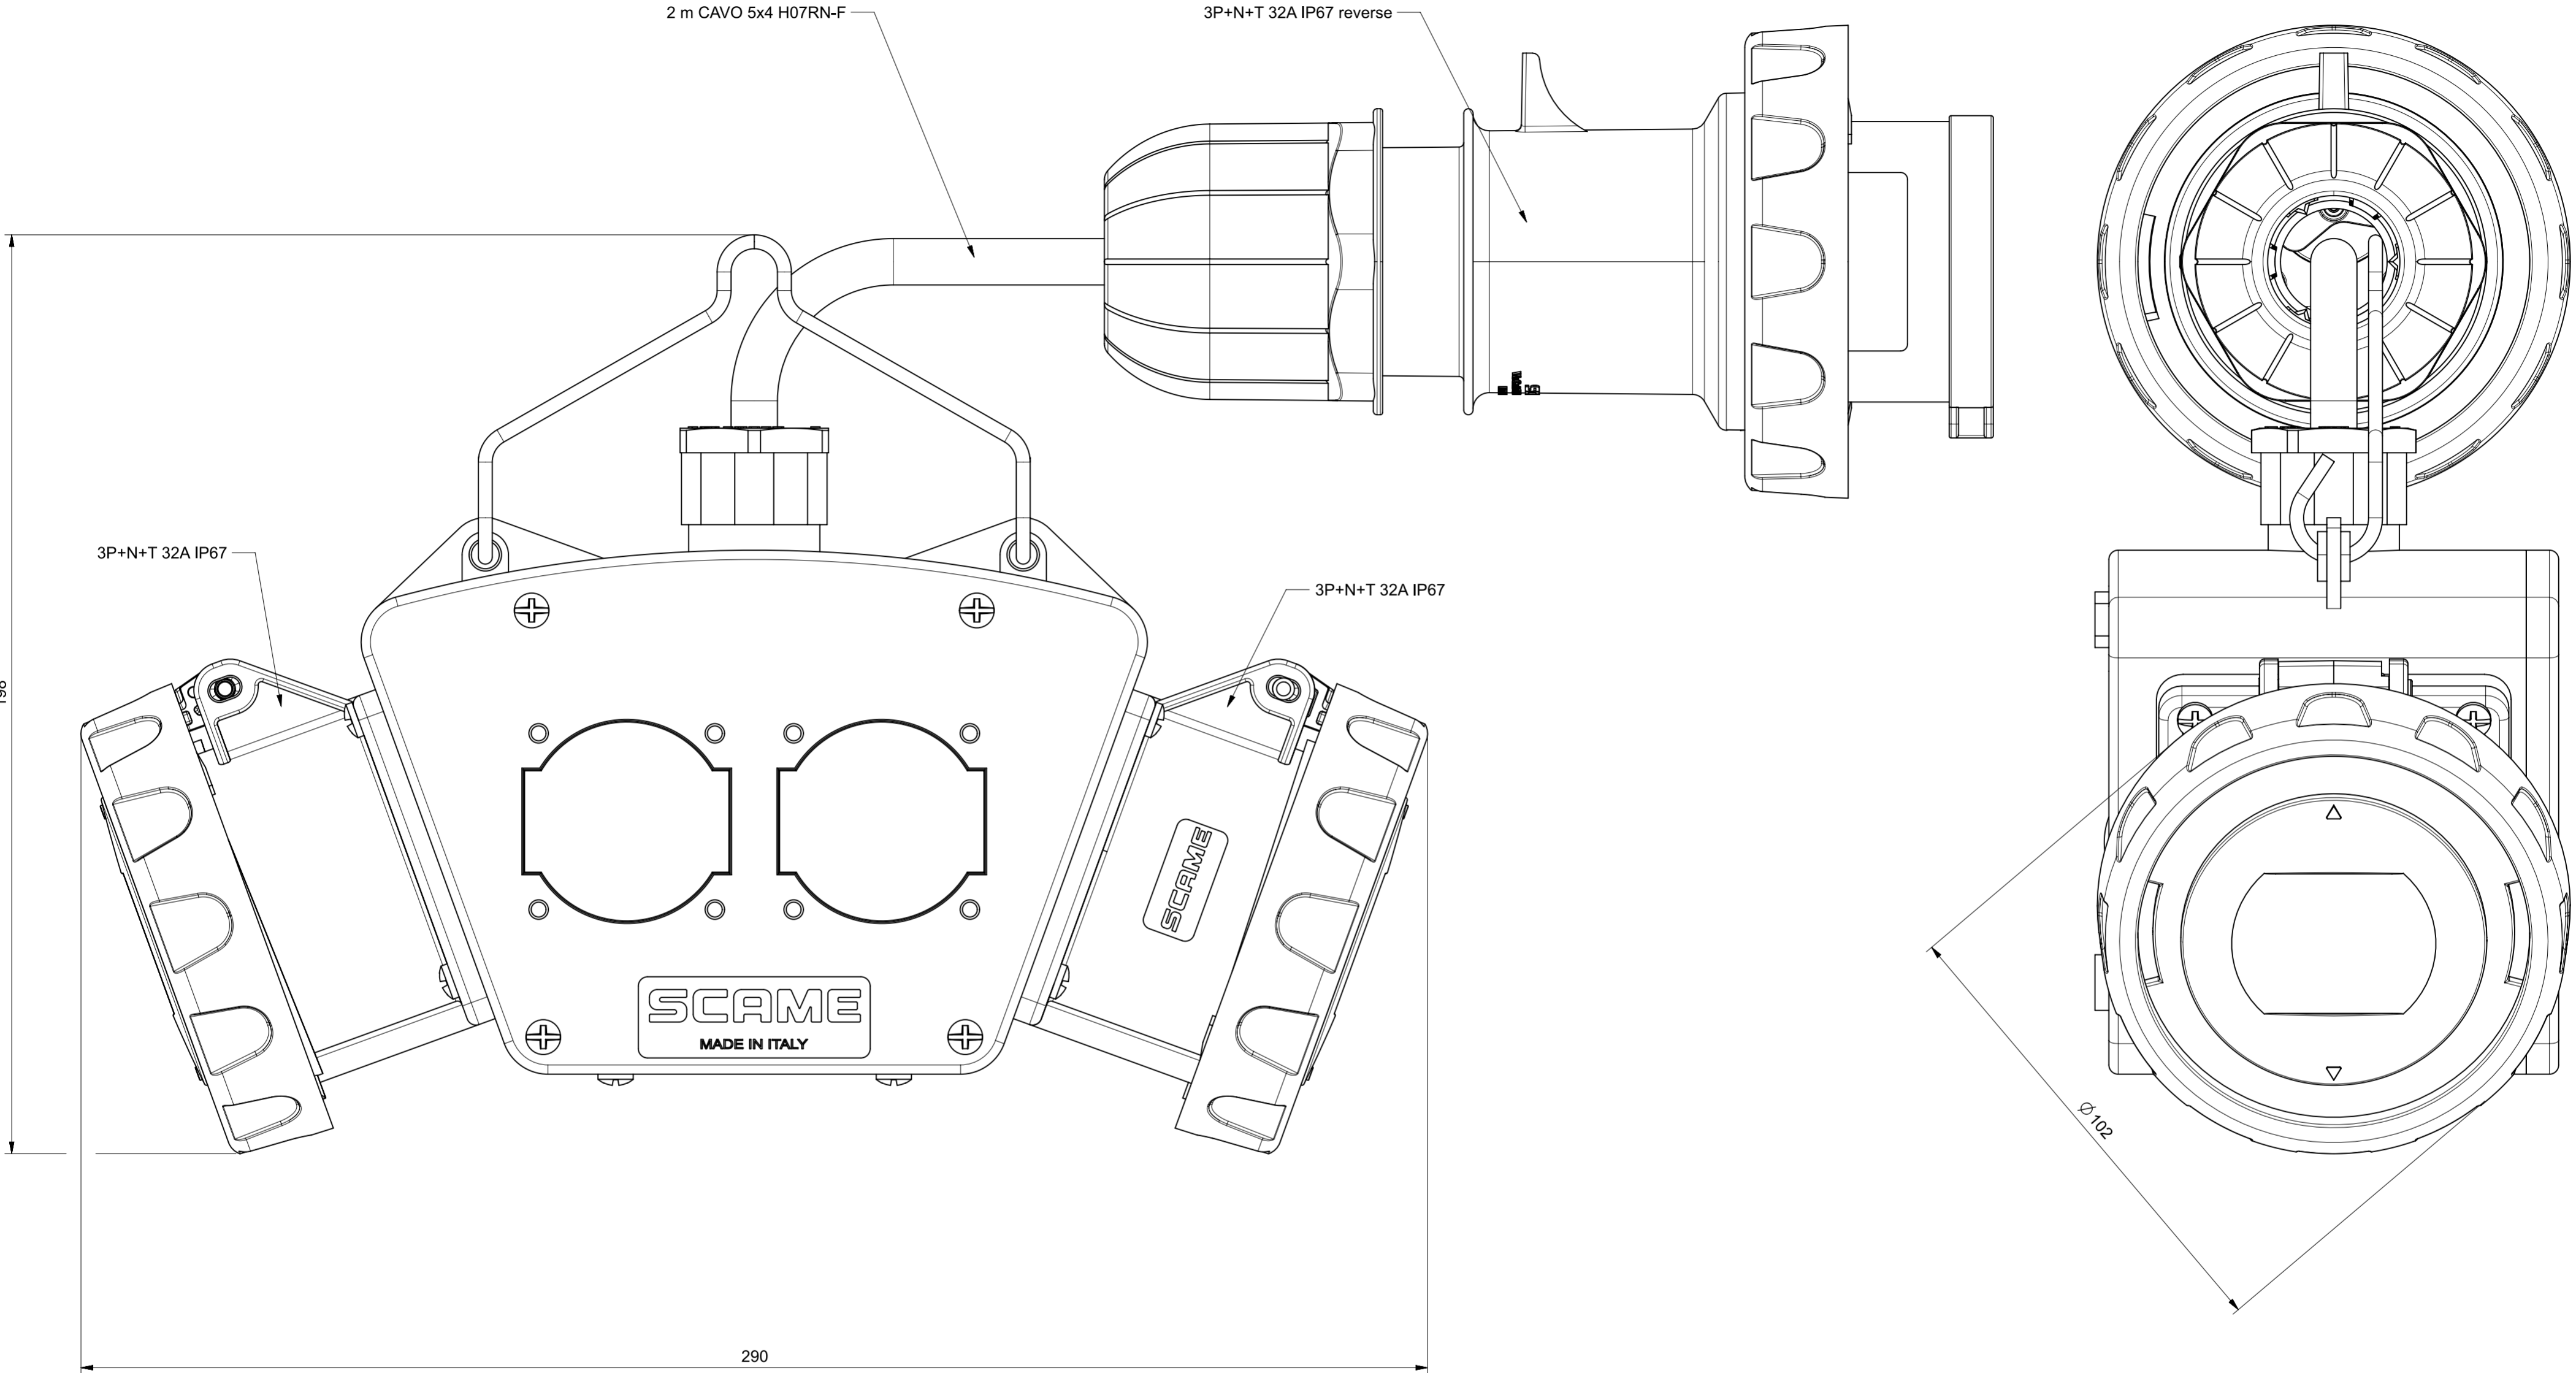 2 m CAVO 5x4 H07RN-F
3P+N+T 32A IP67 reverse
3P+N+T 32A IP67
3P+N+T 32A IP67
198
SCAME
SCAME
MADE IN ITALY
Ø 102
290